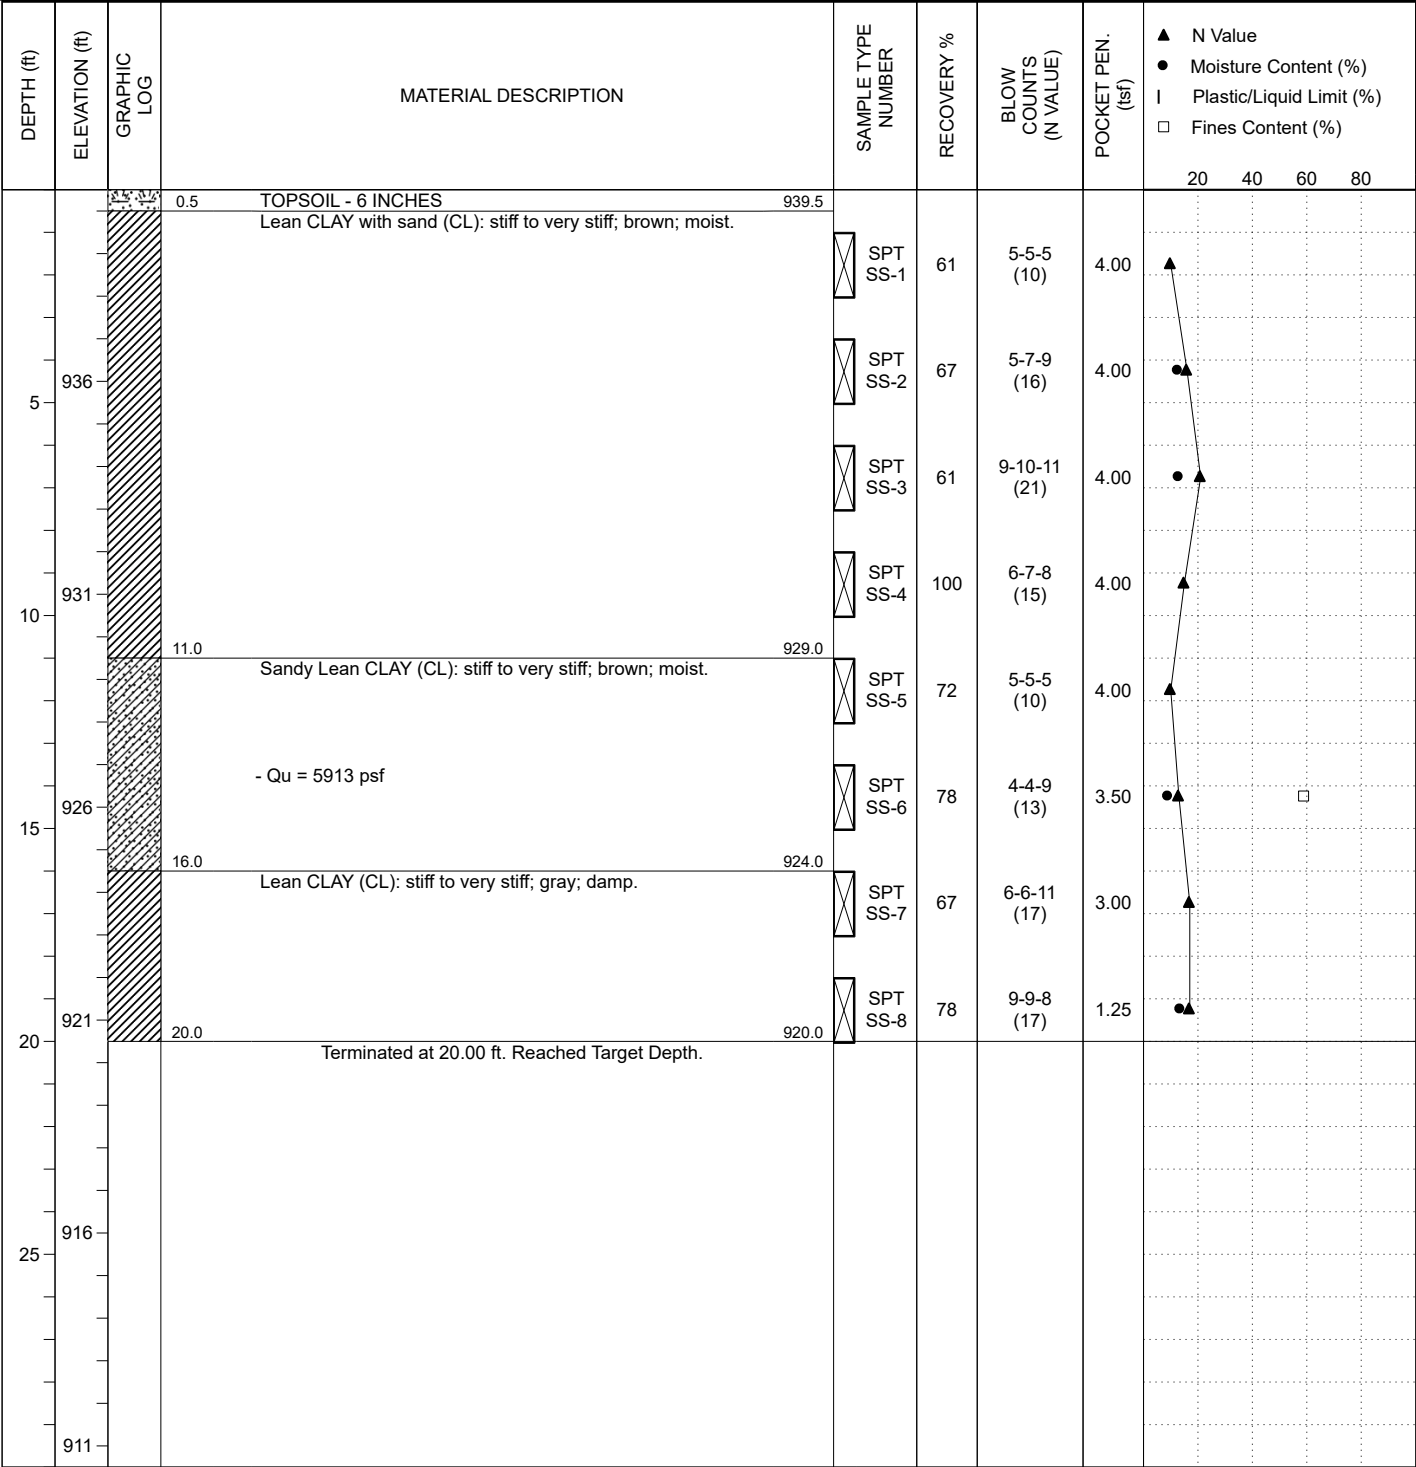 DEPTH (ft)
ELEVATION (ft)
GRAPHIC
LOG
MATERIAL DESCRIPTION
SAMPLE TYPE
NUMBER
RECOVERY %
BLOW
COUNTS
(N VALUE)
POCKET PEN.
(tsf)
N Value
Moisture Content (%)
Plastic/Liquid Limit (%)
Fines Content (%)
20 40 60 80
0.5 TOPSOIL - 6 INCHES 939.5
Lean CLAY with sand (CL): stiff to very stiff; brown; moist.
SPT
SS-1
61
5-5-5
(10)
4.00
936
5
SPT
SS-2
67
5-7-9
(16)
4.00
SPT
SS-3
61
9-10-11
(21)
4.00
931
10
SPT
SS-4
100
6-7-8
(15)
4.00
11.0 929.0
Sandy Lean CLAY (CL): stiff to very stiff; brown; moist.
SPT
SS-5
72
5-5-5
(10)
4.00
- Qu = 5913 psf
926
15
SPT
SS-6
78
4-4-9
(13)
3.50
16.0 924.0
Lean CLAY (CL): stiff to very stiff; gray; damp.
SPT
SS-7
67
6-6-11
(17)
3.00
921
20
SPT
SS-8
78
9-9-8
(17)
1.25
20.0 920.0
Terminated at 20.00 ft. Reached Target Depth.
916
25
911